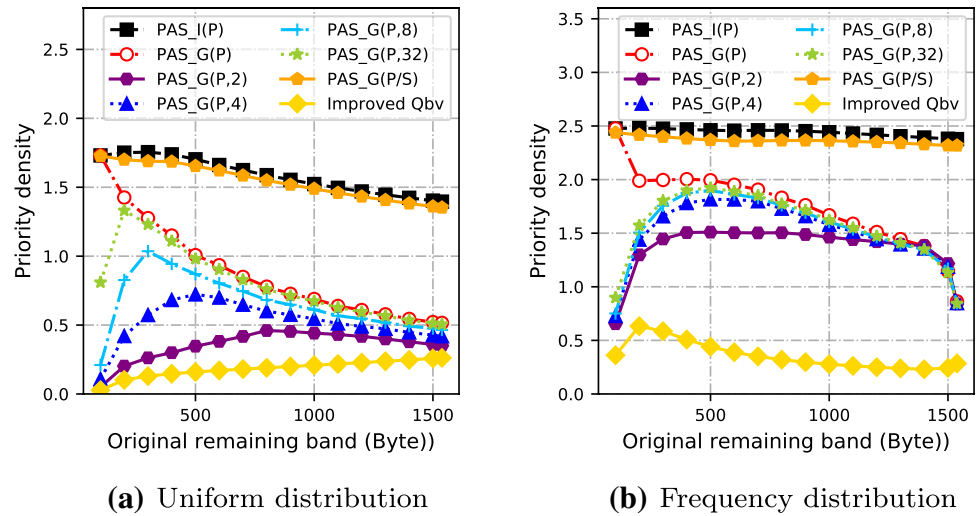 PAS_I(P)
PAS_G(P)
PAS_G(P,2)
PAS_G(P,4)
PAS_G(P,8)
PAS_G(P,32)
PAS_G(P/S)
Improved Qbv
2.5
2.0
1.5
1.0
0.5
0.0
Priority density
500
1000
1500
Original remaining band (Byte))
(a) Uniform distribution
PAS_I(P)
PAS_G(P)
PAS_G(P,2)
PAS_G(P,4)
PAS_G(P,8)
PAS_G(P,32)
PAS_G(P/S)
Improved Qbv
3.5
3.0
2.5
2.0
1.5
1.0
0.5
0.0
Priority density
500
1000
1500
Original remaining band (Byte))
(b) Frequency distribution